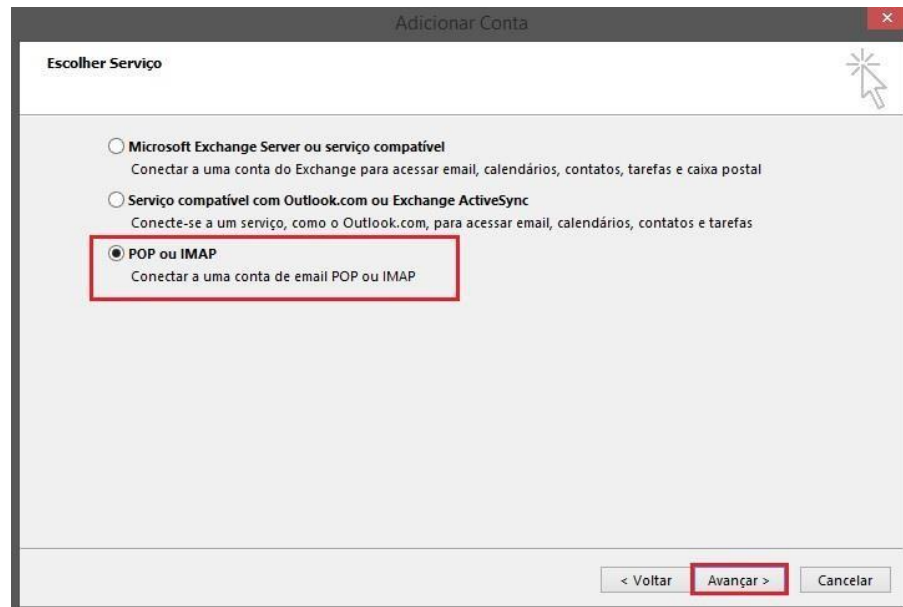 Adicionar Conta
Escolher Serviço
Microsoft Exchange Server ou serviço compatível
Conectar a uma conta do Exchange para acessar email, calendários, contatos, tarefas e caixa postal
Serviço compatível com Outlook.com ou Exchange ActiveSync
Conecte-se a um serviço, como o Outlook.com, para acessar email, calendários, contatos e tarefas
POP ou IMAP
Conectar a uma conta de email POP ou IMAP
< Voltar Avançar > Cancelar